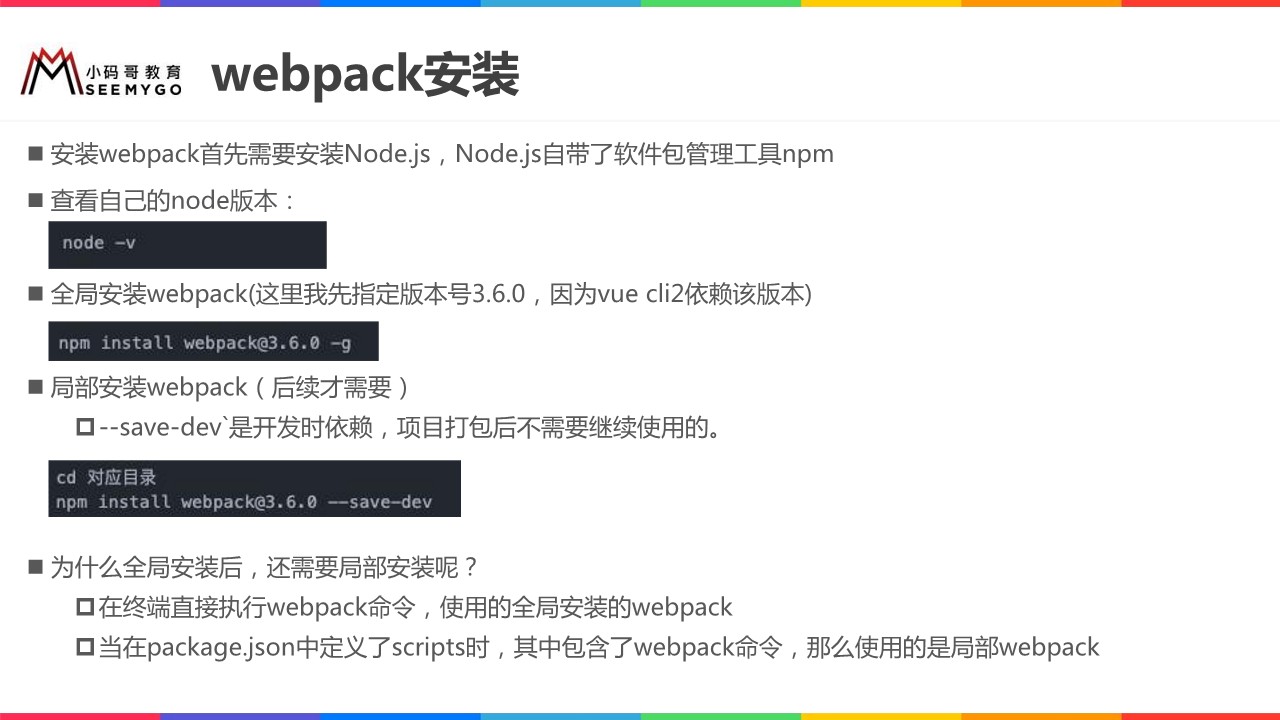 小码哥教育
SEEMYGO
webpack安装
安装webpack首先需要安装Node.js，Node.js自带了软件包管理工具npm
查看自己的node版本：
node -v
全局安装webpack(这里我先指定版本号3.6.0，因为vue cli2依赖该版本)
npm install webpack@3.6.0 -g
局部安装webpack（后续才需要）
--save-dev`是开发时依赖，项目打包后不需要继续使用的。
cd 对应目录
npm install webpack@3.6.0 --save-dev
为什么全局安装后，还需要局部安装呢？
在终端直接执行webpack命令，使用的全局安装的webpack
当在package.json中定义了scripts时，其中包含了webpack命令，那么使用的是局部webpack